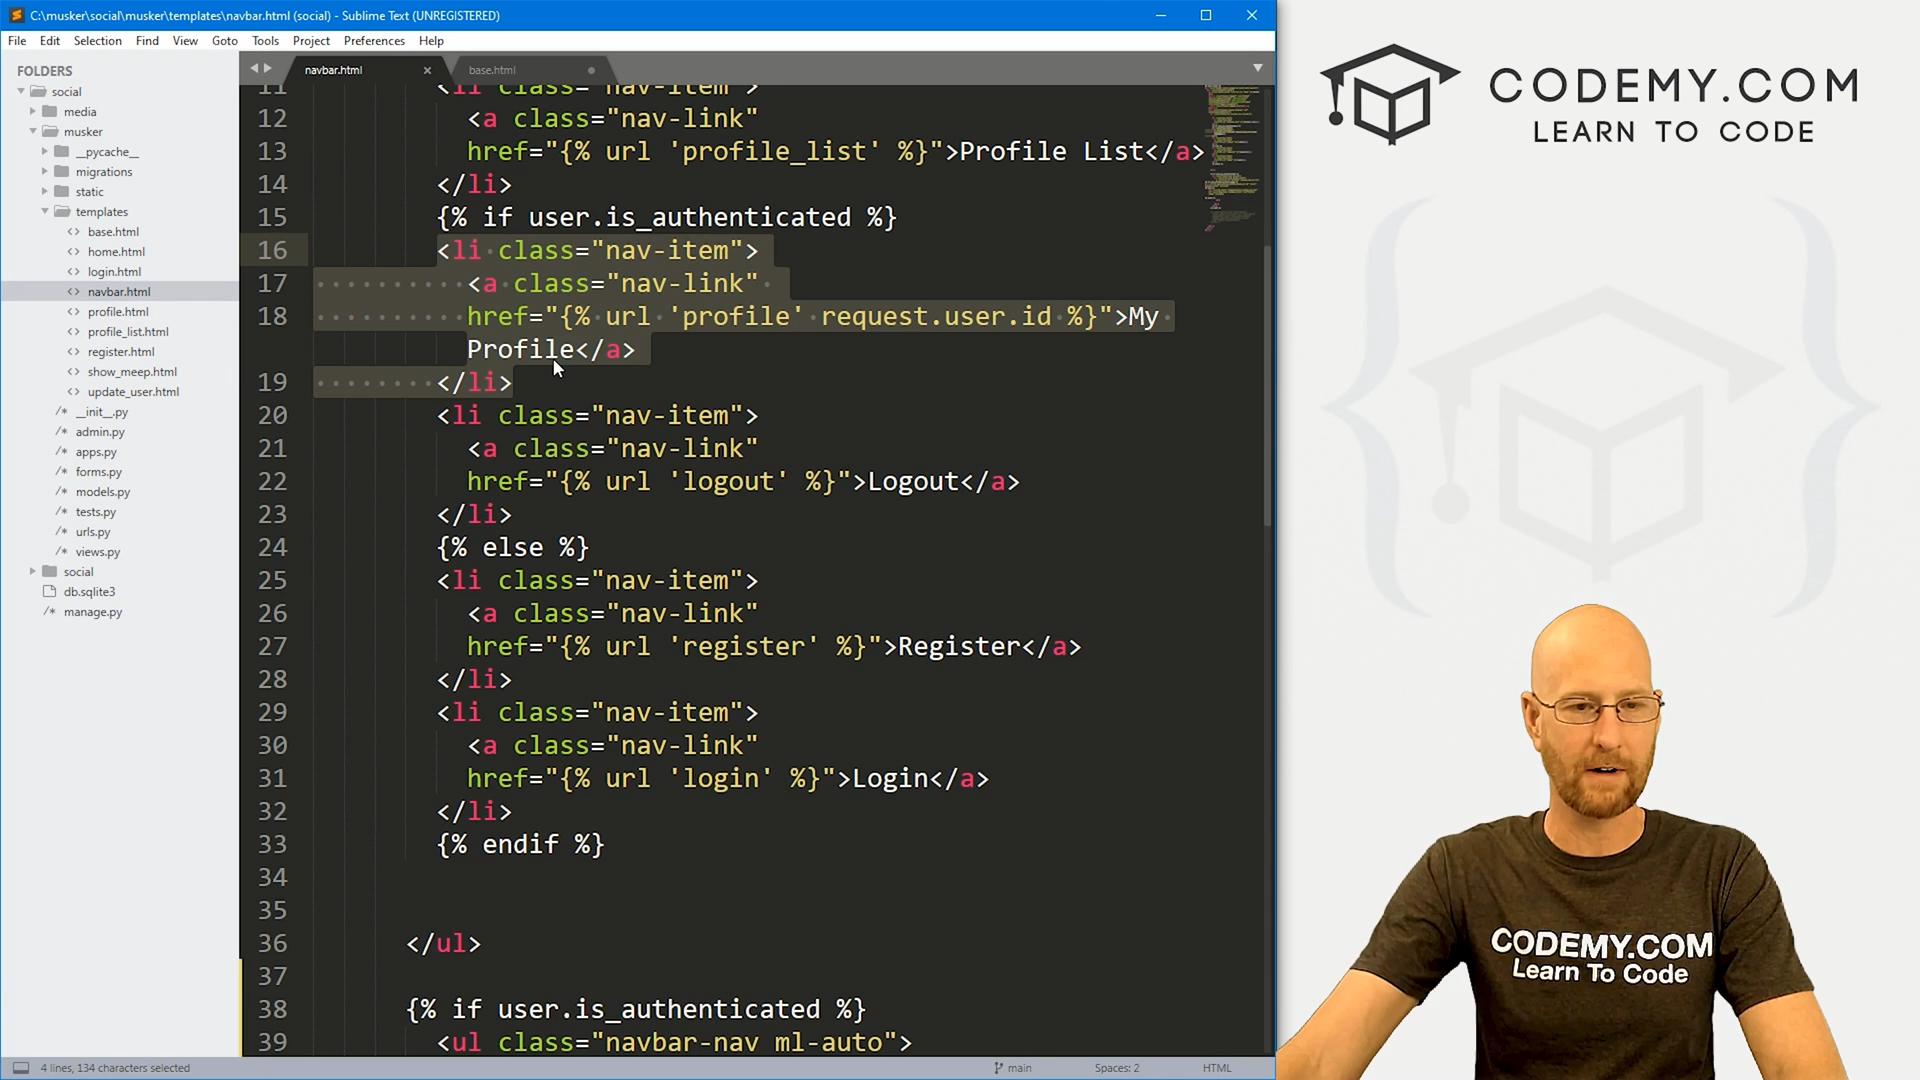 C:\musker\social\musker\templates\navbar.html (social) - Sublime Text (UNREGISTERED)
File Edit Selection Find View Goto Tools Project Preferences Help
FOLDERS
social
media
musker
__pycache__
migrations
static
templates
<> base.html
<> home.html
<> login.html
<> navbar.html
<> profile.html
<> profile_list.html
<> register.html
<> show_meep.html
<> update_user.html
/* __init__.py
/* admin.py
/* apps.py
/* forms.py
/* models.py
/* tests.py
/* urls.py
/* views.py
social
db.sqlite3
/* manage.py
navbar.html
base.html
11 <li class="nav-item">
12 <a class="nav-link"
13 href="{% url 'profile_list' %}">Profile List</a>
14 </li>
15 {% if user.is_authenticated %}
16 <li class="nav-item">
17 <a class="nav-link"
18 href="{% url 'profile' request.user.id %}">My
Profile</a>
19 </li>
20 <li class="nav-item">
21 <a class="nav-link"
22 href="{% url 'logout' %}">Logout</a>
23 </li>
24 {% else %}
25 <li class="nav-item">
26 <a class="nav-link"
27 href="{% url 'register' %}">Register</a>
28 </li>
29 <li class="nav-item">
30 <a class="nav-link"
31 href="{% url 'login' %}">Login</a>
32 </li>
33 {% endif %}
34
35
36 </ul>
37
38 {% if user.is_authenticated %}
39 <ul class="navbar-nav ml-auto">
4 lines, 134 characters selected
main
Spaces: 2
HTML
CODEMY.COM
LEARN TO CODE
CODEMY.COM
Learn To Code